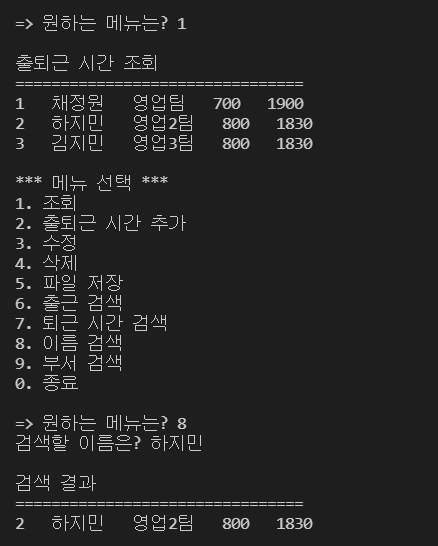 => 원하는 메뉴는? 1
출퇴근 시간 조회
================================
1 채정원 영업팀 700 1900
2 하지민 영업2팀 800 1830
3 김지민 영업3팀 800 1830
*** 메뉴 선택 ***
1. 조회
2. 출퇴근 시간 추가
3. 수정
4. 삭제
5. 파일 저장
6. 출근 검색
7. 퇴근 시간 검색
8. 이름 검색
9. 부서 검색
0. 종료
=> 원하는 메뉴는? 8
검색할 이름은? 하지민
검색 결과
================================
2 하지민 영업2팀 800 1830